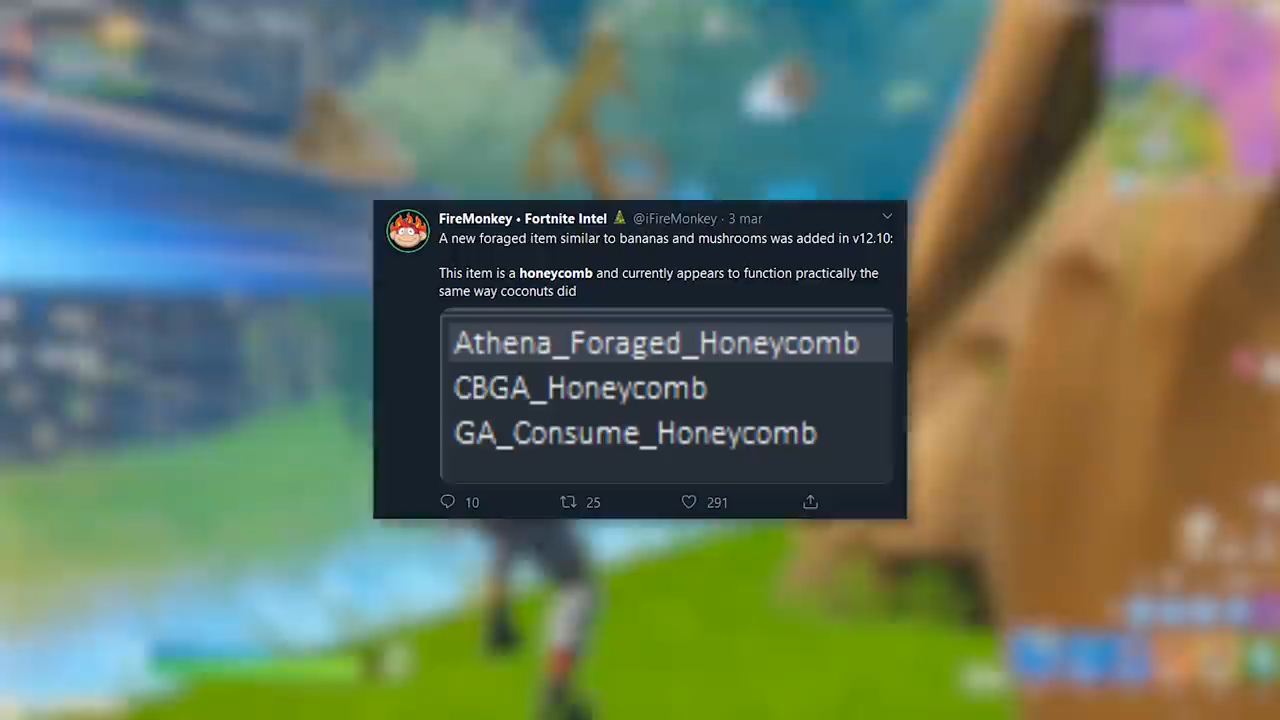 FireMonkey • Fortnite Intel @iFireMonkey · 3 mar
A new foraged item similar to bananas and mushrooms was added in v12.10:
This item is a honeycomb and currently appears to function practically the
same way coconuts did
Athena_Foraged_Honeycomb
CBGA_Honeycomb
GA_Consume_Honeycomb
10 25 291